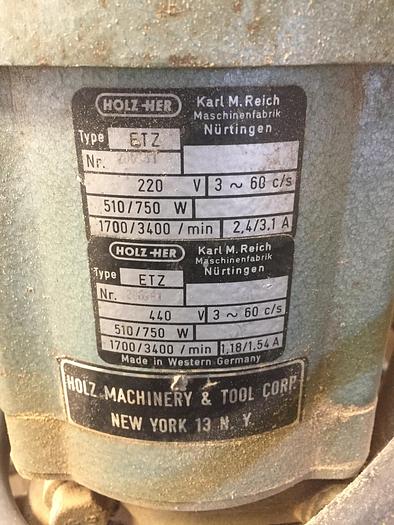 HOLZ-HER Karl M. Reich
Maschinenfabrik
Nürtingen
Type ETZ
Nr.
220 V 3 ~ 60 c/s
510/750 W
1700/3400 / min 2,4/3.1 A
HOLZ-HER Karl M. Reich
Maschinenfabrik
Nürtingen
Type ETZ
Nr.
440 V 3 ~ 60 c/s
510/750 W
1700/3400 / min 1,18/1.54 A
Made in Western Germany
HOLZ MACHINERY & TOOL CORP
NEW YORK 13 N. Y.